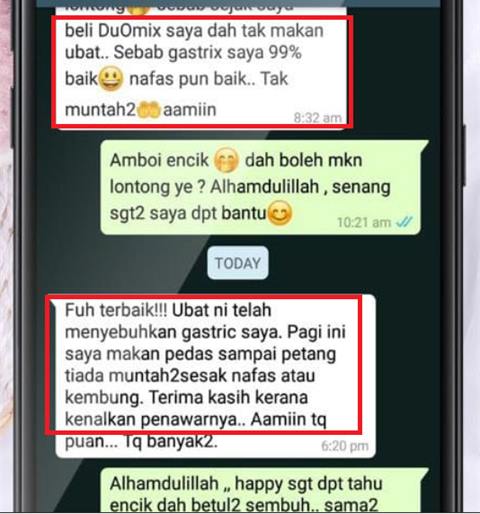 beli DuOmix saya dah tak makan
ubat.. Sebab gastrix saya 99%
baik😃 nafas pun baik.. Tak
muntah2🤲aamiin
8:32 am
Amboi encik 🤭 dah boleh mkn
lontong ye ? Alhamdulillah , senang
sgt2 saya dpt bantu😊
10:21 am
TODAY
Fuh terbaik!!! Ubat ni telah
menyebuhkan gastric saya. Pagi ini
saya makan pedas sampai petang
tiada muntah2sesak nafas atau
kembung. Terima kasih kerana
kenalkan penawarnya.. Aamiin tq
puan... Tq banyak2.
6:20 pm
Alhamdulillah ,, happy sgt dpt tahu
encik dah betul2 sembuh.. sama2